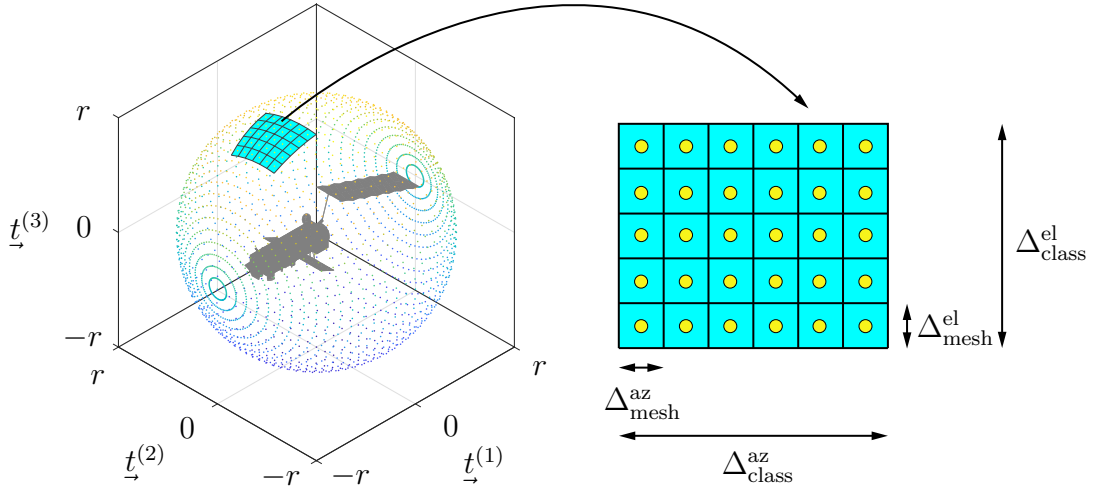 r
0
−r
t⃗^(3)
r
0
−r
t⃗^(2)
−r
0
r
t⃗^(1)
Δ^el_class
Δ^el_mesh
Δ^az_mesh
Δ^az_class